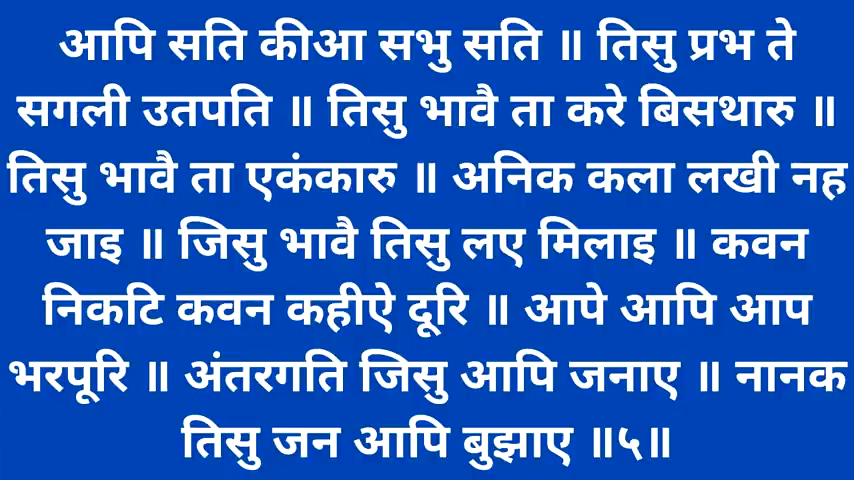 आपि सति कीआ सभु सति ॥ तिसु प्रभ ते
सगली उतपति ॥ तिसु भावै ता करे बिसथारु ॥
तिसु भावै ता एकंकारु ॥ अनिक कला लखी नह
जाइ ॥ जिसु भावै तिसु लए मिलाइ ॥ कवन
निकटि कवन कहीऐ दूरि ॥ आपे आपि आप
भरपूरि ॥ अंतरगति जिसु आपि जनाए ॥ नानक
तिसु जन आपि बुझाए ॥५॥